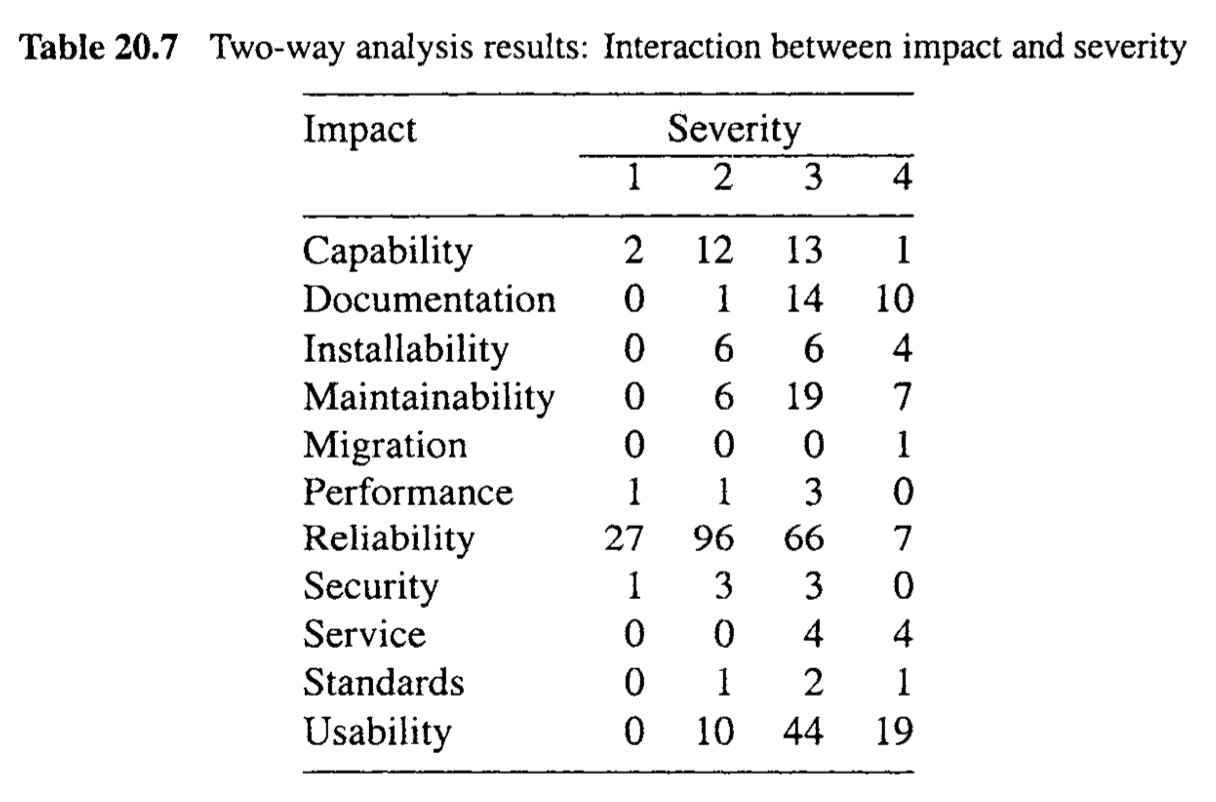 Table 20.7 Two-way analysis results: Interaction between impact and severity
Impact Severity
1 2 3 4
Capability 2 12 13 1
Documentation 0 1 14 10
Installability 0 6 6 4
Maintainability 0 6 19 7
Migration 0 0 0 1
Performance 1 1 3 0
Reliability 27 96 66 7
Security 1 3 3 0
Service 0 0 4 4
Standards 0 1 2 1
Usability 0 10 44 19